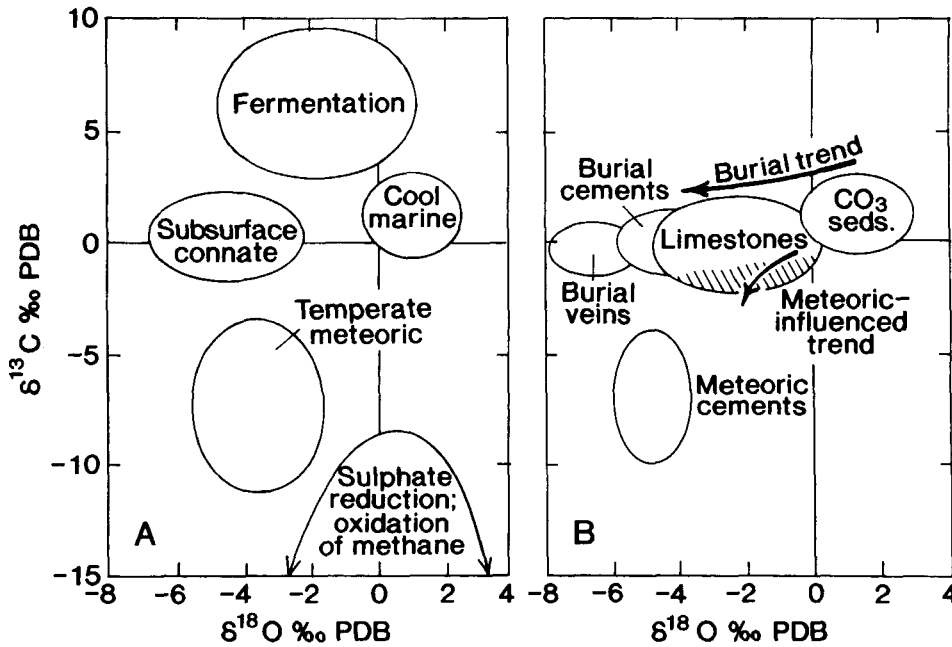 10
5
0
-5
-10
-15
δ¹³C ‰ PDB
Fermentation
Cool
marine
Subsurface
connate
Temperate
meteoric
Sulphate
reduction;
oxidation
of methane
A
-8
-6
-4
-2
0
2
4
δ¹⁸O ‰ PDB
Burial trend
Burial
cements
CO₃
seds.
Limestones
Burial
veins
Meteoric-
influenced
trend
Meteoric
cements
B
-8
-6
-4
-2
0
2
4
δ¹⁸O ‰ PDB